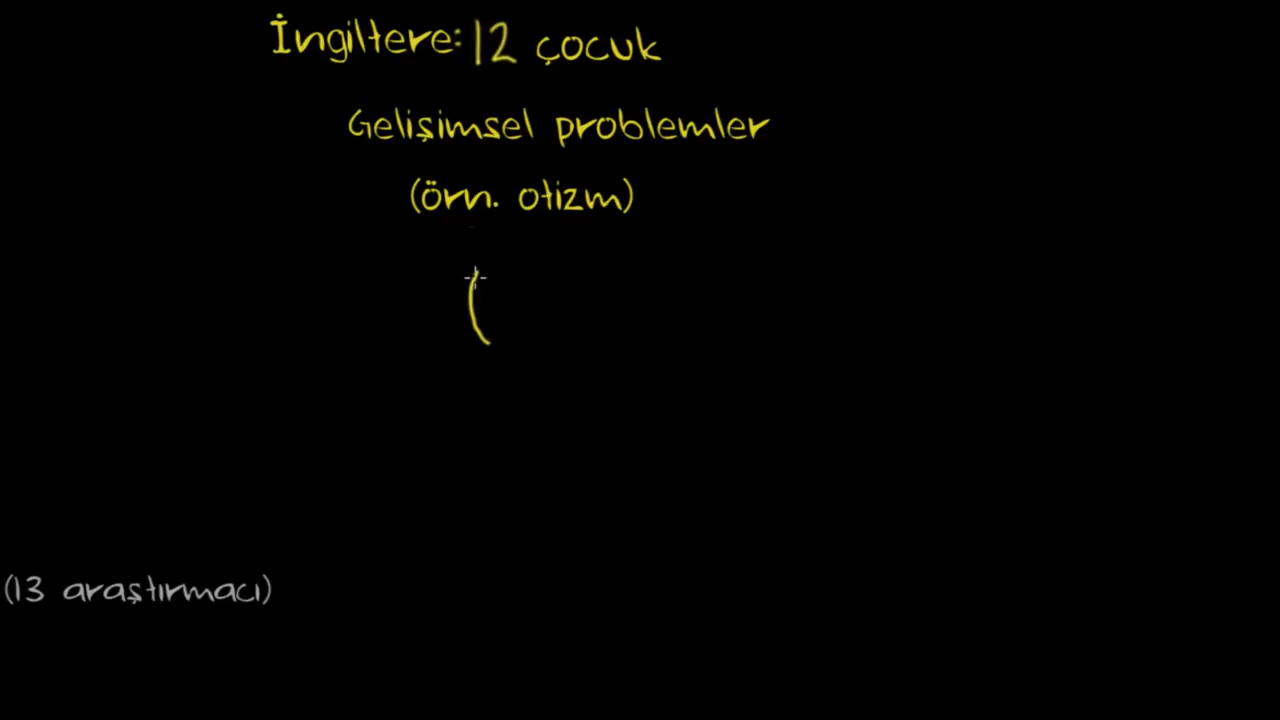 İngiltere: 12 çocuk
Gelişimsel problemler
(örn. otizm)
(
(13 araştırmacı)